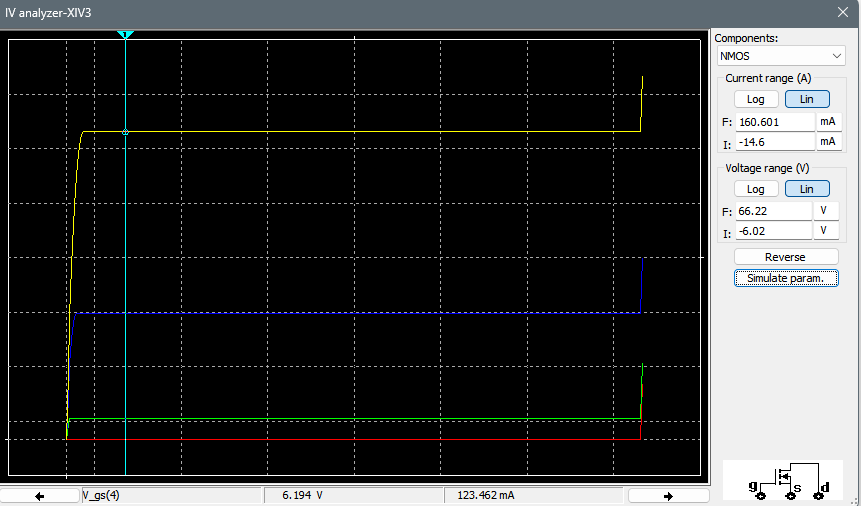 IV analyzer-XIV3
Components:
NMOS
Current range (A)
Log Lin
F: 160.601 mA
I: -14.6 mA
Voltage range (V)
Log Lin
F: 66.22 V
I: -6.02 V
Reverse
Simulate param.
g s d
V_gs(4) 6.194 V 123.462 mA